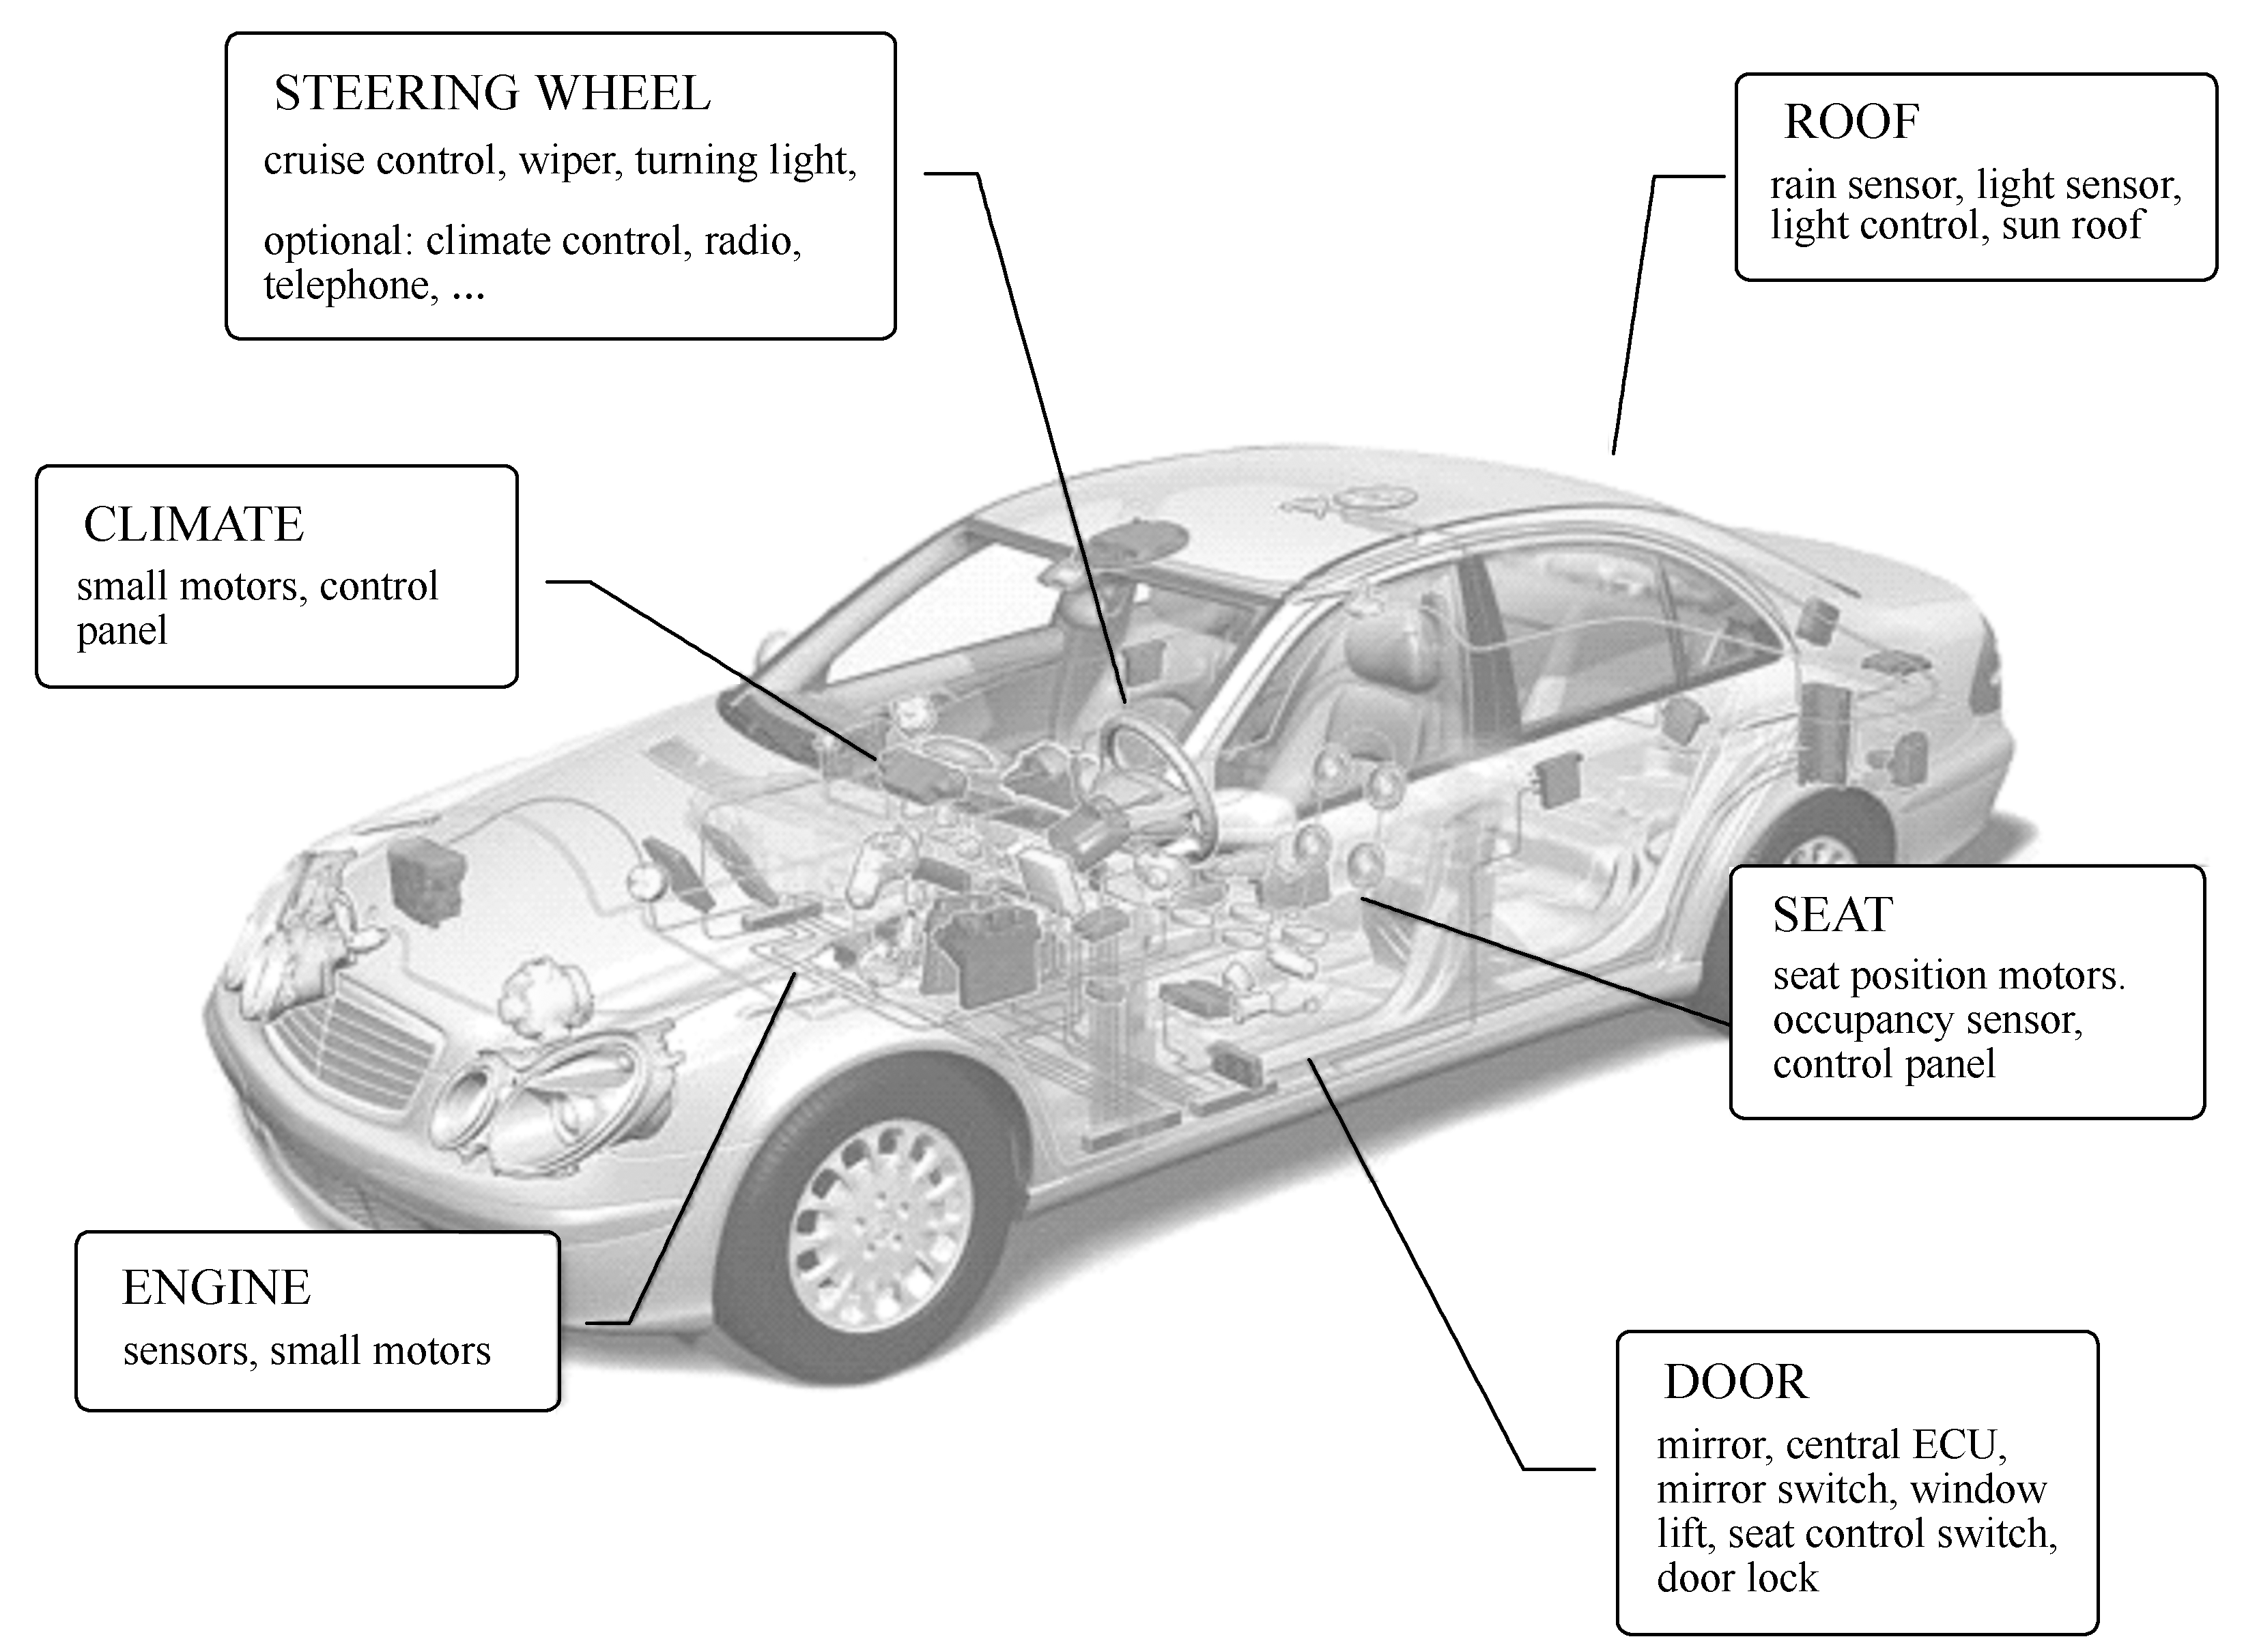 STEERING WHEEL
cruise control, wiper, turning light,
optional: climate control, radio,
telephone, ...
ROOF
rain sensor, light sensor,
light control, sun roof
CLIMATE
small motors, control
panel
SEAT
seat position motors.
occupancy sensor,
control panel
ENGINE
sensors, small motors
DOOR
mirror, central ECU,
mirror switch, window
lift, seat control switch,
door lock